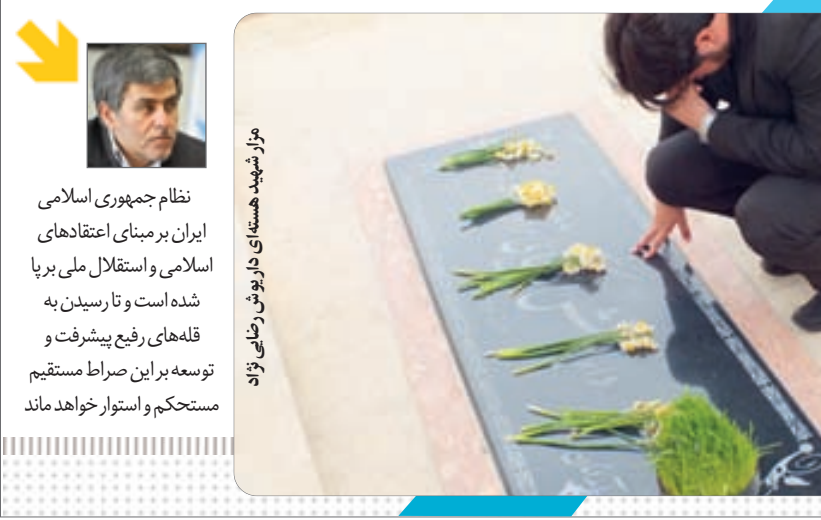 مزار شهید هسته‌ای داریوش رضایی نژاد
نظام جمهوری اسلامی
ایران بر مبنای اعتقادهای
اسلامی و استقلال ملی بر پا
شده است و تا رسیدن به
قله‌های رفیع پیشرفت و
توسعه بر این صراط مستقیم
مستحکم و استوار خواهد ماند